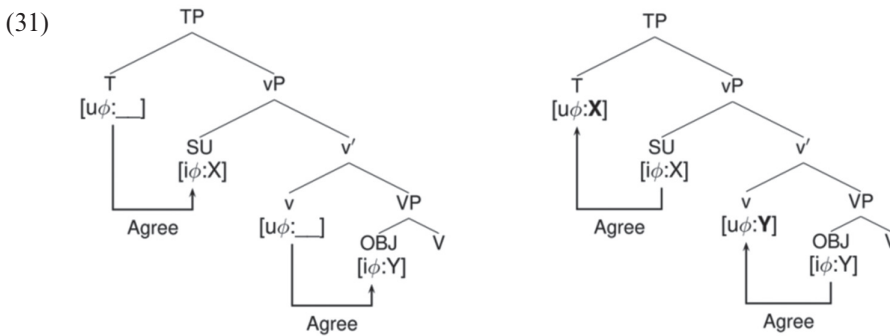 (31)
TP
T vP
[uϕ:__]
SU v′
[iϕ:X]
Agree
v VP
[uϕ:__]
OBJ V
[iϕ:Y]
Agree
TP
T vP
[uϕ:X]
SU v′
[iϕ:X]
Agree
v VP
[uϕ:Y]
OBJ V
[iϕ:Y]
Agree